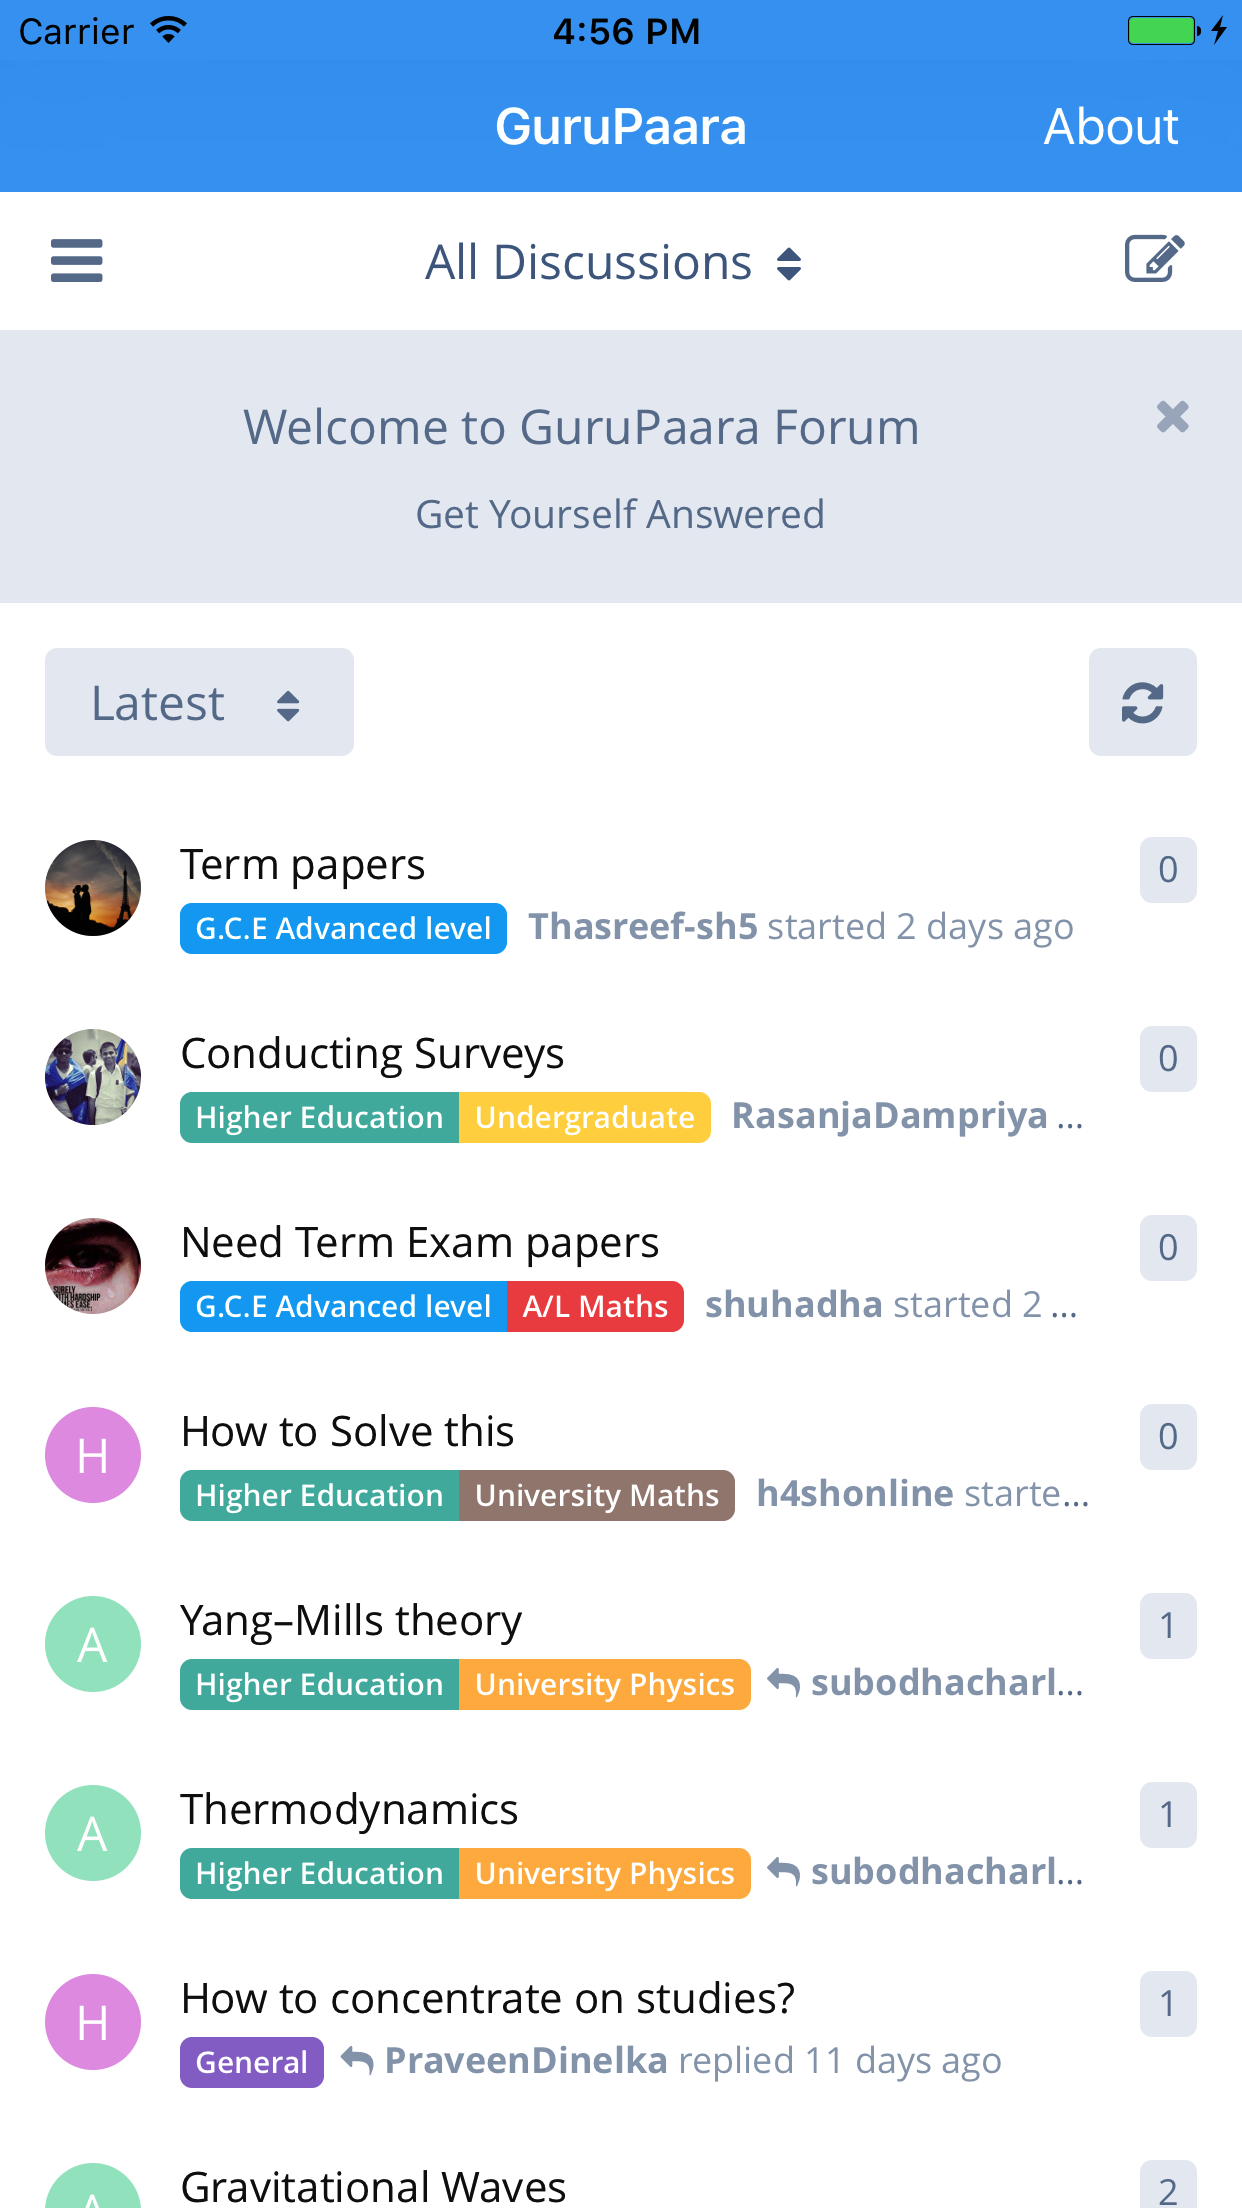 Carrier 4:56 PM
GuruPaara About
All Discussions
Welcome to GuruPaara Forum
Get Yourself Answered
Latest
Term papers 0
G.C.E Advanced level Thasreef-sh5 started 2 days ago
Conducting Surveys 0
Higher Education Undergraduate RasanjaDampriya ...
SURELY
WITH HARDSHIP
Need Term Exam papers 0
G.C.E Advanced level A/L Maths shuhadha started 2 ...
H
How to Solve this 0
Higher Education University Maths h4shonline starte...
A
Yang–Mills theory 1
Higher Education University Physics subodhacharl...
A
Thermodynamics 1
Higher Education University Physics subodhacharl...
H
How to concentrate on studies? 1
General PraveenDinelka replied 11 days ago
A
Gravitational Waves 2